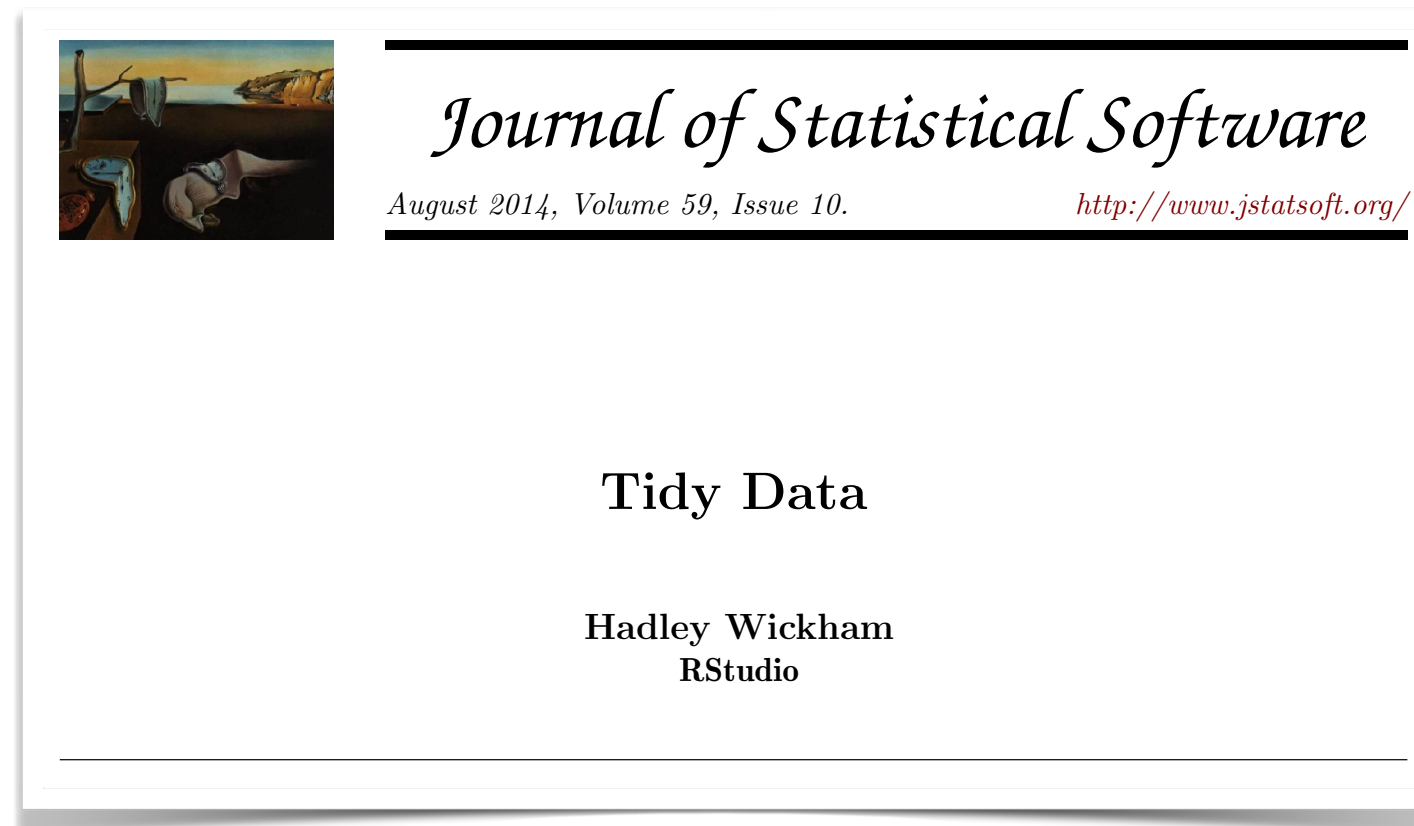 Journal of Statistical Software
August 2014, Volume 59, Issue 10. http://www.jstatsoft.org/
Tidy Data
Hadley Wickham
RStudio